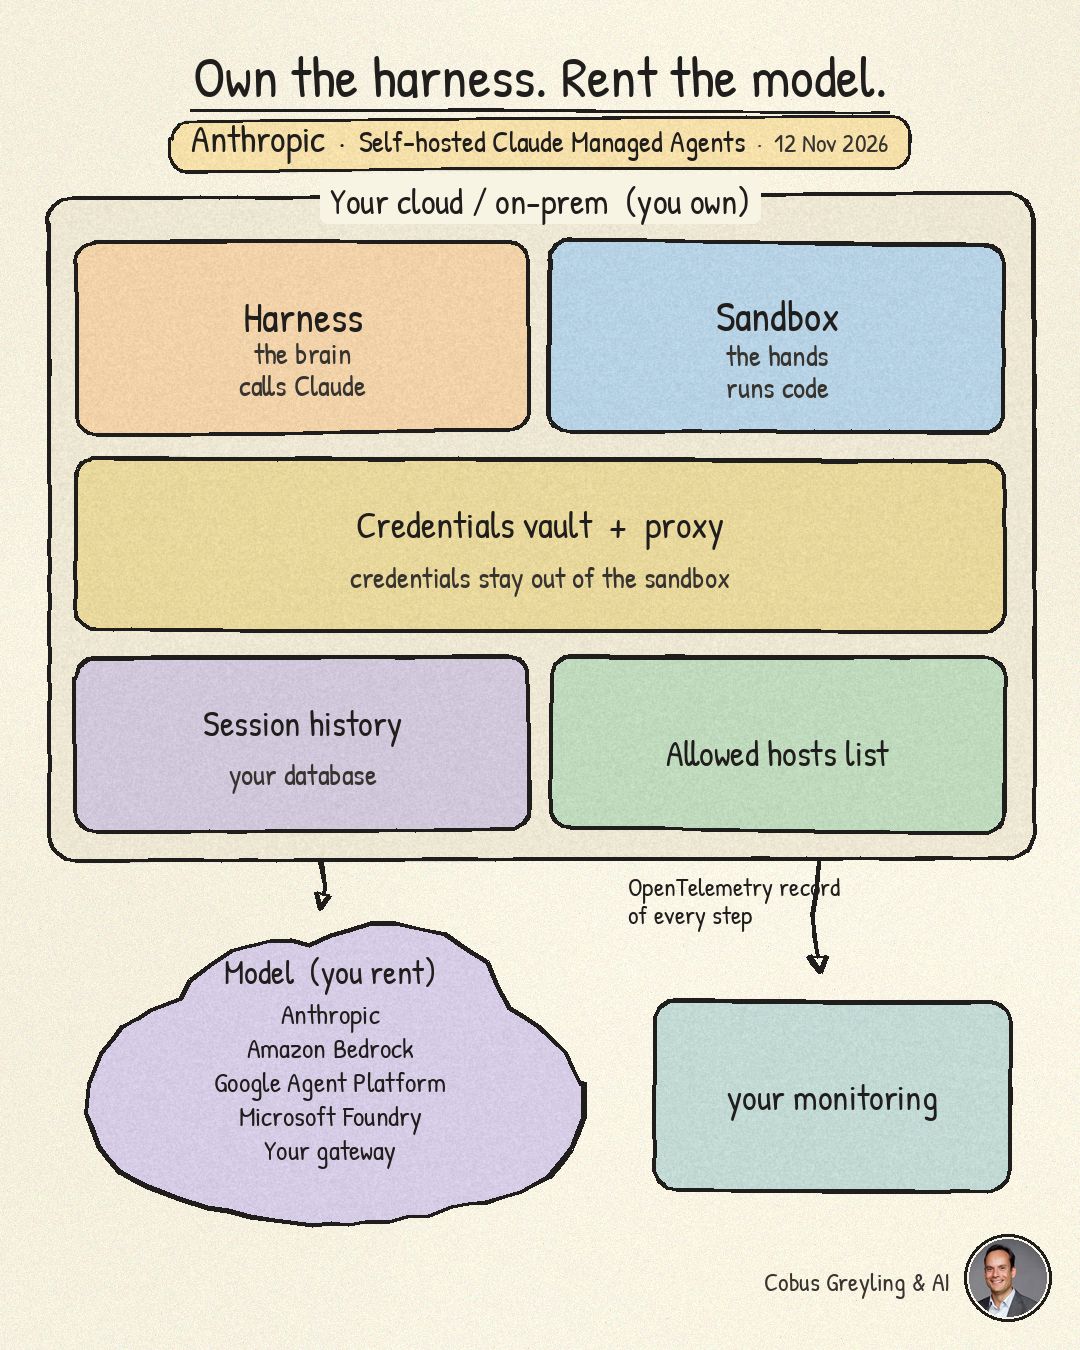 Own the harness. Rent the model.
Anthropic · Self-hosted Claude Managed Agents · 12 Nov 2026
Your cloud / on-prem (you own)
Harness
the brain
calls Claude
Sandbox
the hands
runs code
Credentials vault + proxy
credentials stay out of the sandbox
Session history
your database
Allowed hosts list
OpenTelemetry record
of every step
Model (you rent)
Anthropic
Amazon Bedrock
Google Agent Platform
Microsoft Foundry
Your gateway
your monitoring
Cobus Greyling & AI